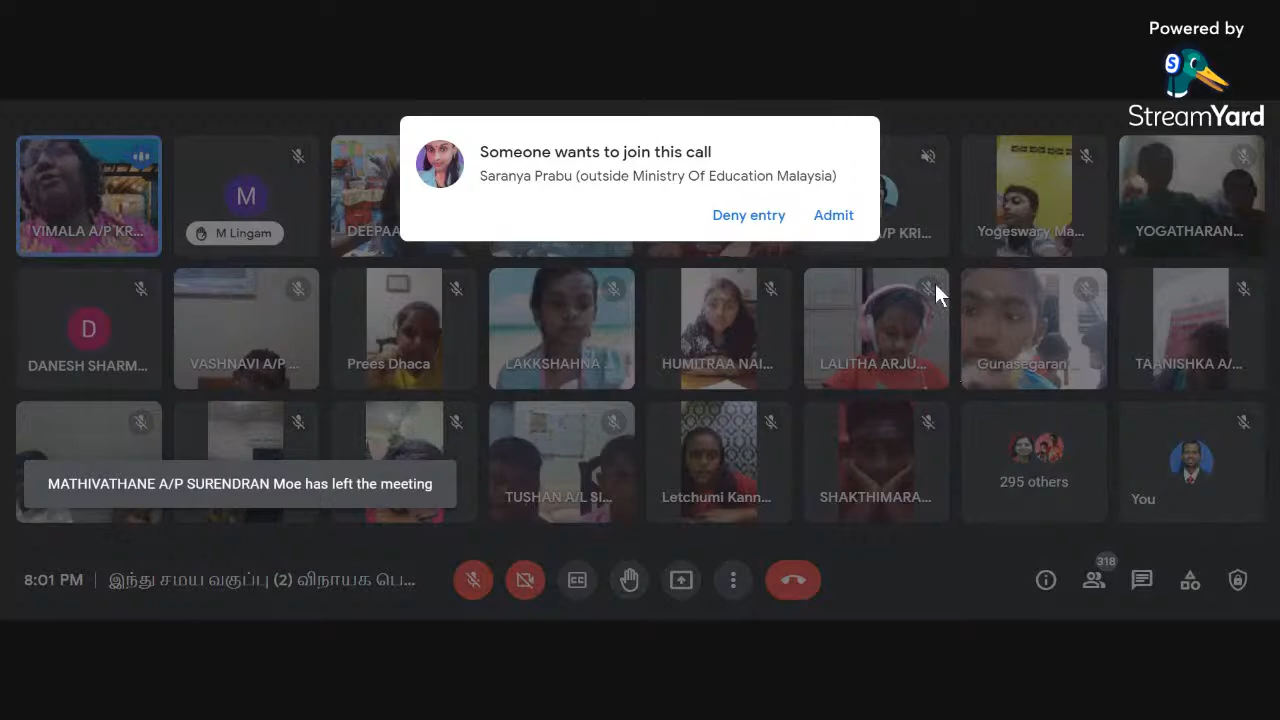 Powered by
S
StreamYard
Someone wants to join this call
Saranya Prabu (outside Ministry Of Education Malaysia)
Deny entry
Admit
VIMALA A/P KR...
M
M Lingam
DEEPAA
/P KRI...
Yogeswary Ma...
YOGATHARAN...
D
DANESH SHARM...
VASHNAVI A/P ...
Prees Dhaca
LAKKSHAHNA
HUMITRAA NAI...
LALITHA ARJU...
Gunasegaran
TAANISHKA A/...
MATHIVATHANE A/P SURENDRAN Moe has left the meeting
TUSHAN A/L SI...
Letchumi Kann...
SHAKTHIMARA...
295 others
You
8:01 PM
இந்து சமய வகுப்பு (2) விநாயக பெ...
CC
318